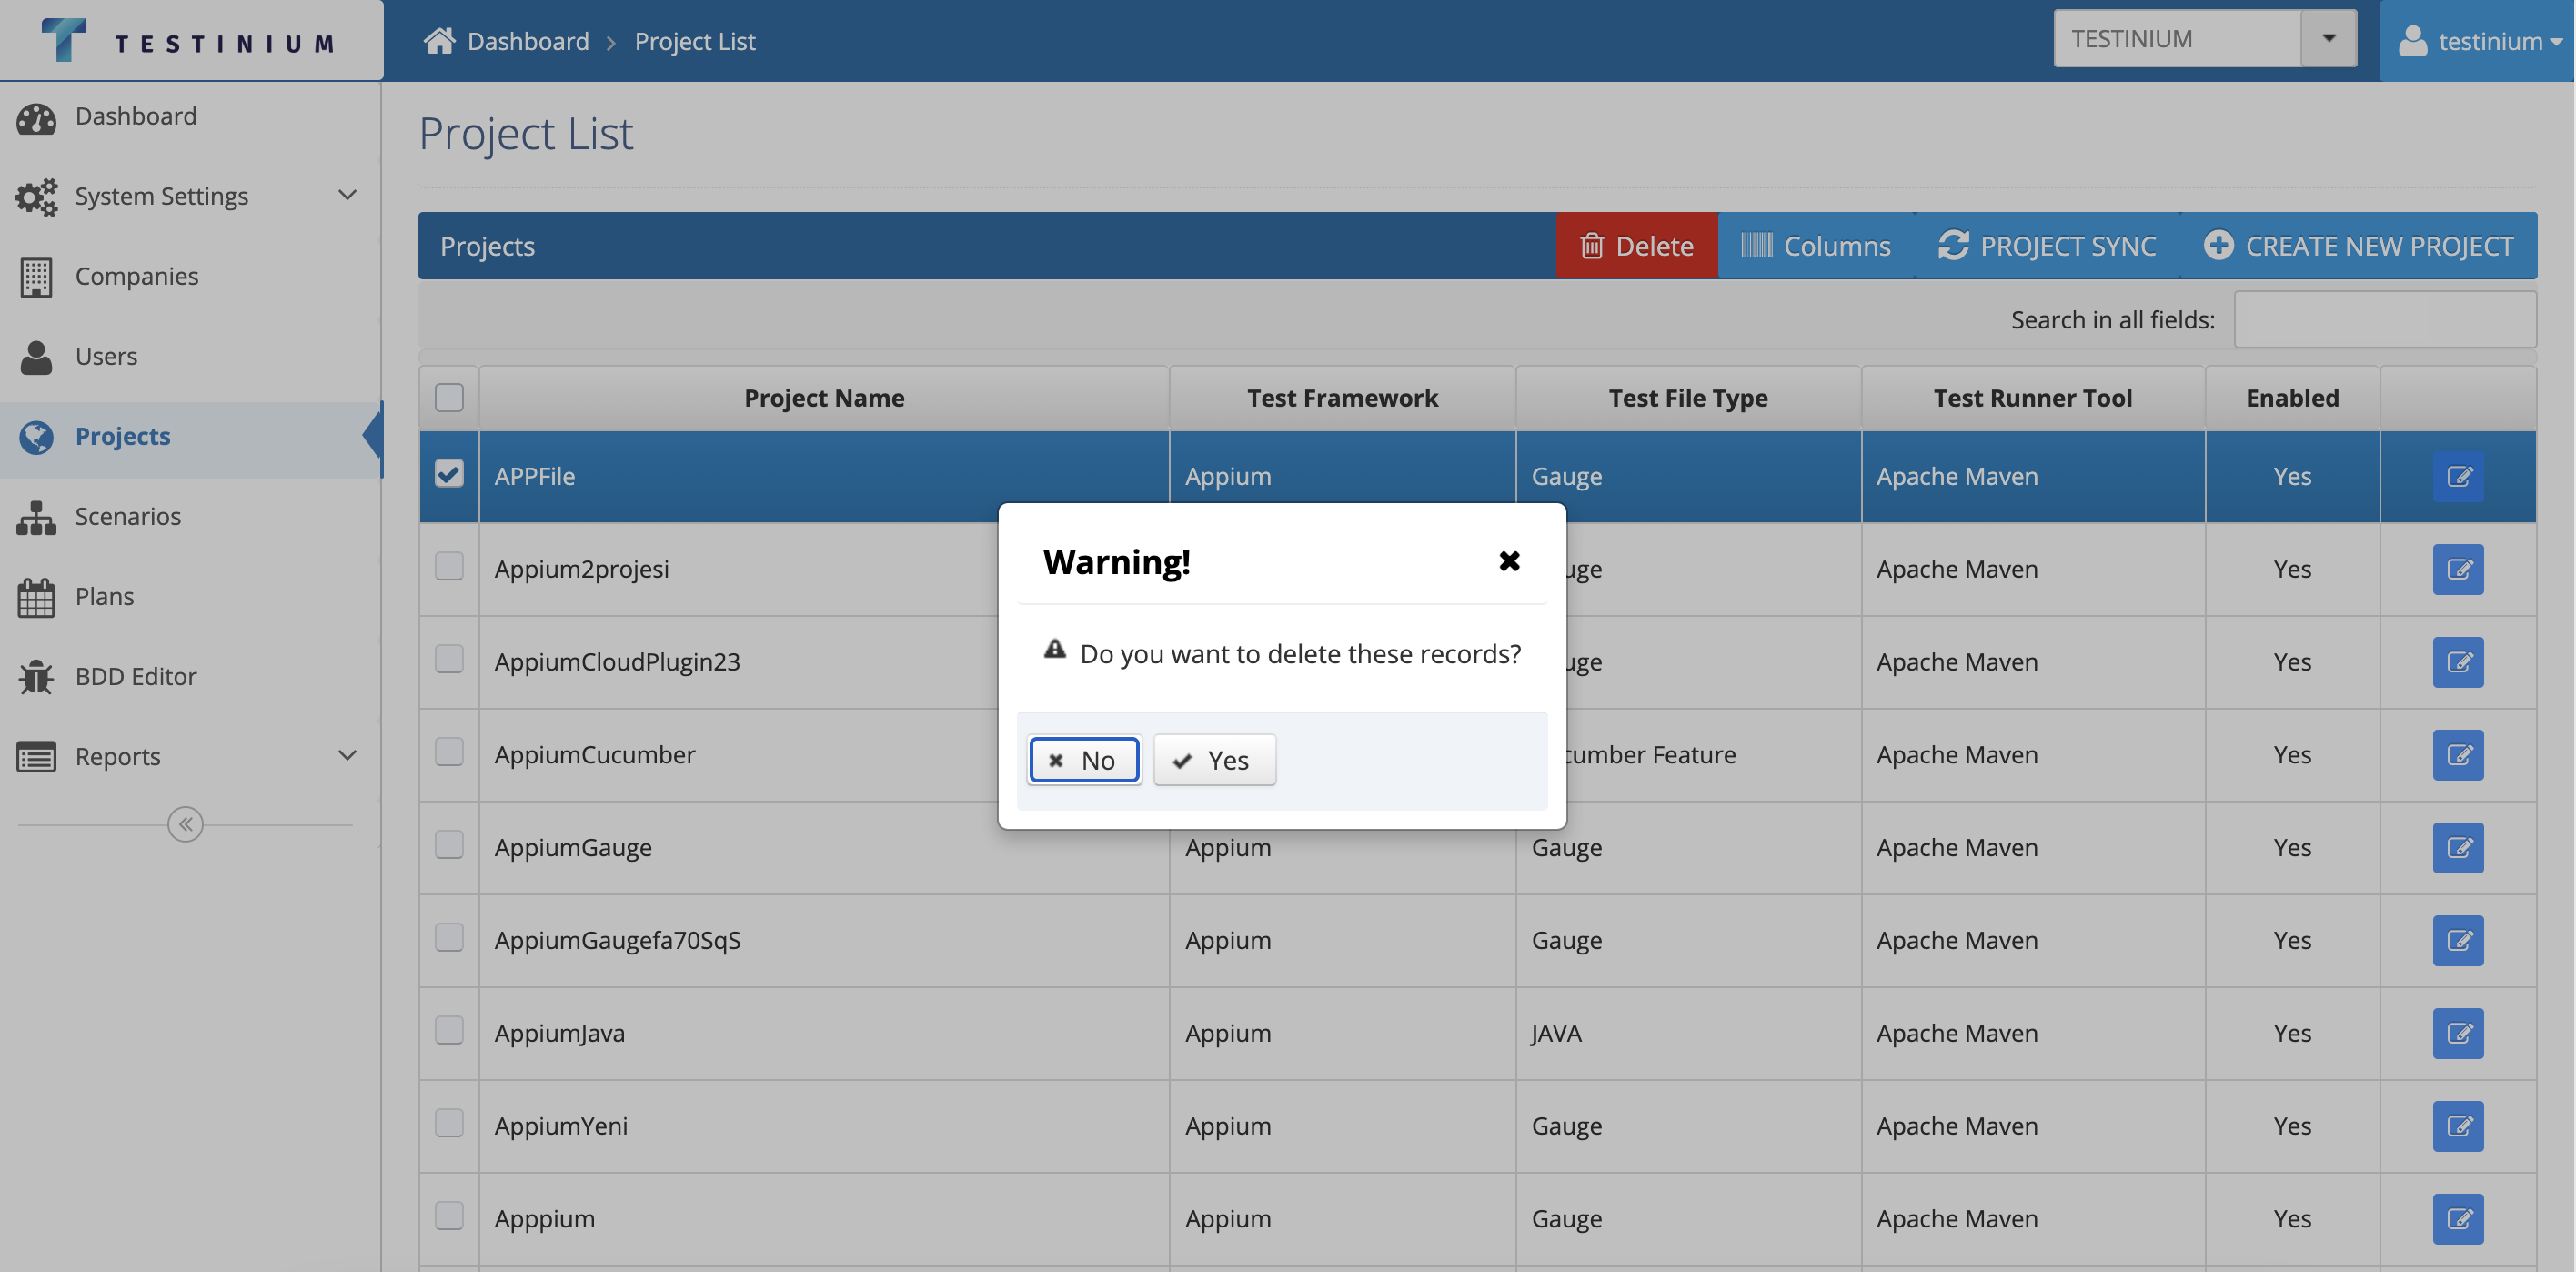 TESTINIUM
Dashboard > Project List
TESTINIUM
testinium
Dashboard
System Settings
Companies
Users
Projects
Scenarios
Plans
BDD Editor
Reports
Project List
Projects
Delete
Columns
PROJECT SYNC
CREATE NEW PROJECT
Search in all fields:
Project Name Test Framework Test File Type Test Runner Tool Enabled
APPFile Appium Gauge Apache Maven Yes
Appium2projesi uge Apache Maven Yes
AppiumCloudPlugin23 uge Apache Maven Yes
AppiumCucumber cumber Feature Apache Maven Yes
AppiumGauge Appium Gauge Apache Maven Yes
AppiumGaugefa70SqS Appium Gauge Apache Maven Yes
AppiumJava Appium JAVA Apache Maven Yes
AppiumYeni Appium Gauge Apache Maven Yes
Apppium Appium Gauge Apache Maven Yes
Warning!
Do you want to delete these records?
No
Yes